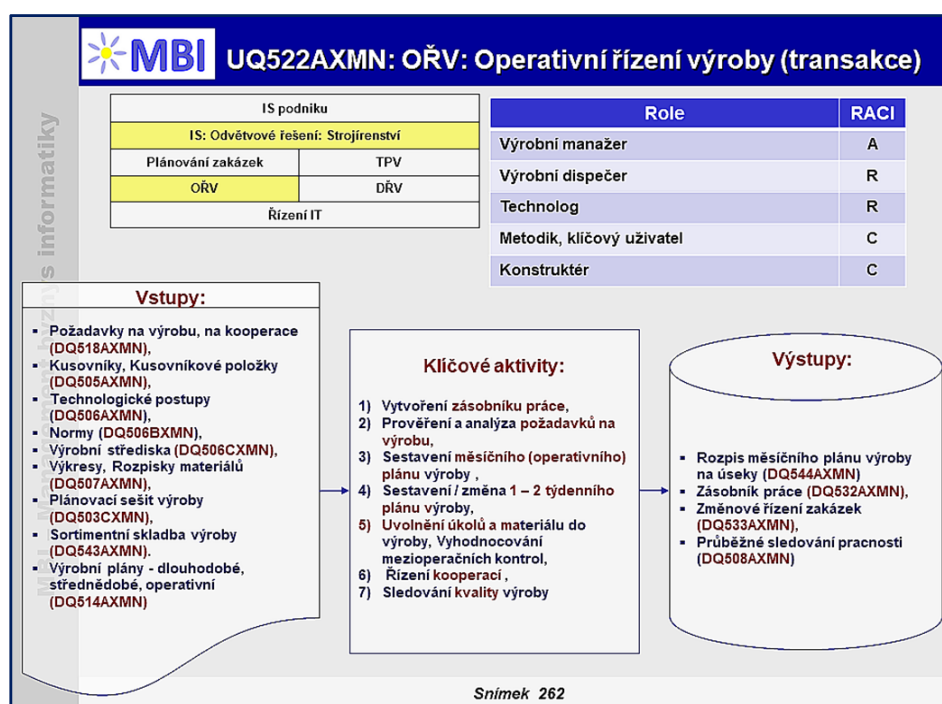 MBI
UQ522AXMN: OŘV: Operativní řízení výroby (transakce)
IS podniku
IS: Odvětvové řešení: Strojírenství
Plánování zakázek TPV
OŘV DŘV
Řízení IT
Role RACI
Výrobní manažer A
Výrobní dispečer R
Technolog R
Metodik, klíčový uživatel C
Konstruktér C
MBI – Management byznys informatiky
Vstupy:
▪ Požadavky na výrobu, na kooperace
(DQ518AXMN),
▪ Kusovníky, Kusovníkové položky
(DQ505AXMN),
▪ Technologické postupy
(DQ506AXMN),
▪ Normy (DQ506BXMN),
▪ Výrobní střediska (DQ506CXMN),
▪ Výkresy, Rozpisky materiálů
(DQ507AXMN),
▪ Plánovací sešit výroby
(DQ503CXMN),
▪ Sortimentní skladba výroby
(DQ543AXMN).
▪ Výrobní plány - dlouhodobé,
střednědobé, operativní
(DQ514AXMN)
Klíčové aktivity:
1) Vytvoření zásobníku práce,
2) Prověření a analýza požadavků na
výrobu,
3) Sestavení měsíčního (operativního)
plánu výroby ,
4) Sestavení / změna 1 – 2 týdenního
plánu výroby,
5) Uvolnění úkolů a materiálu do
výroby, Vyhodnocování
mezioperačních kontrol,
6) Řízení kooperací ,
7) Sledování kvality výroby
Výstupy:
▪ Rozpis měsíčního plánu výroby
na úseky (DQ544AXMN)
▪ Zásobník práce (DQ532AXMN),
▪ Změnové řízení zakázek
(DQ533AXMN),
▪ Průběžné sledování pracnosti
(DQ508AXMN)
Snímek 262